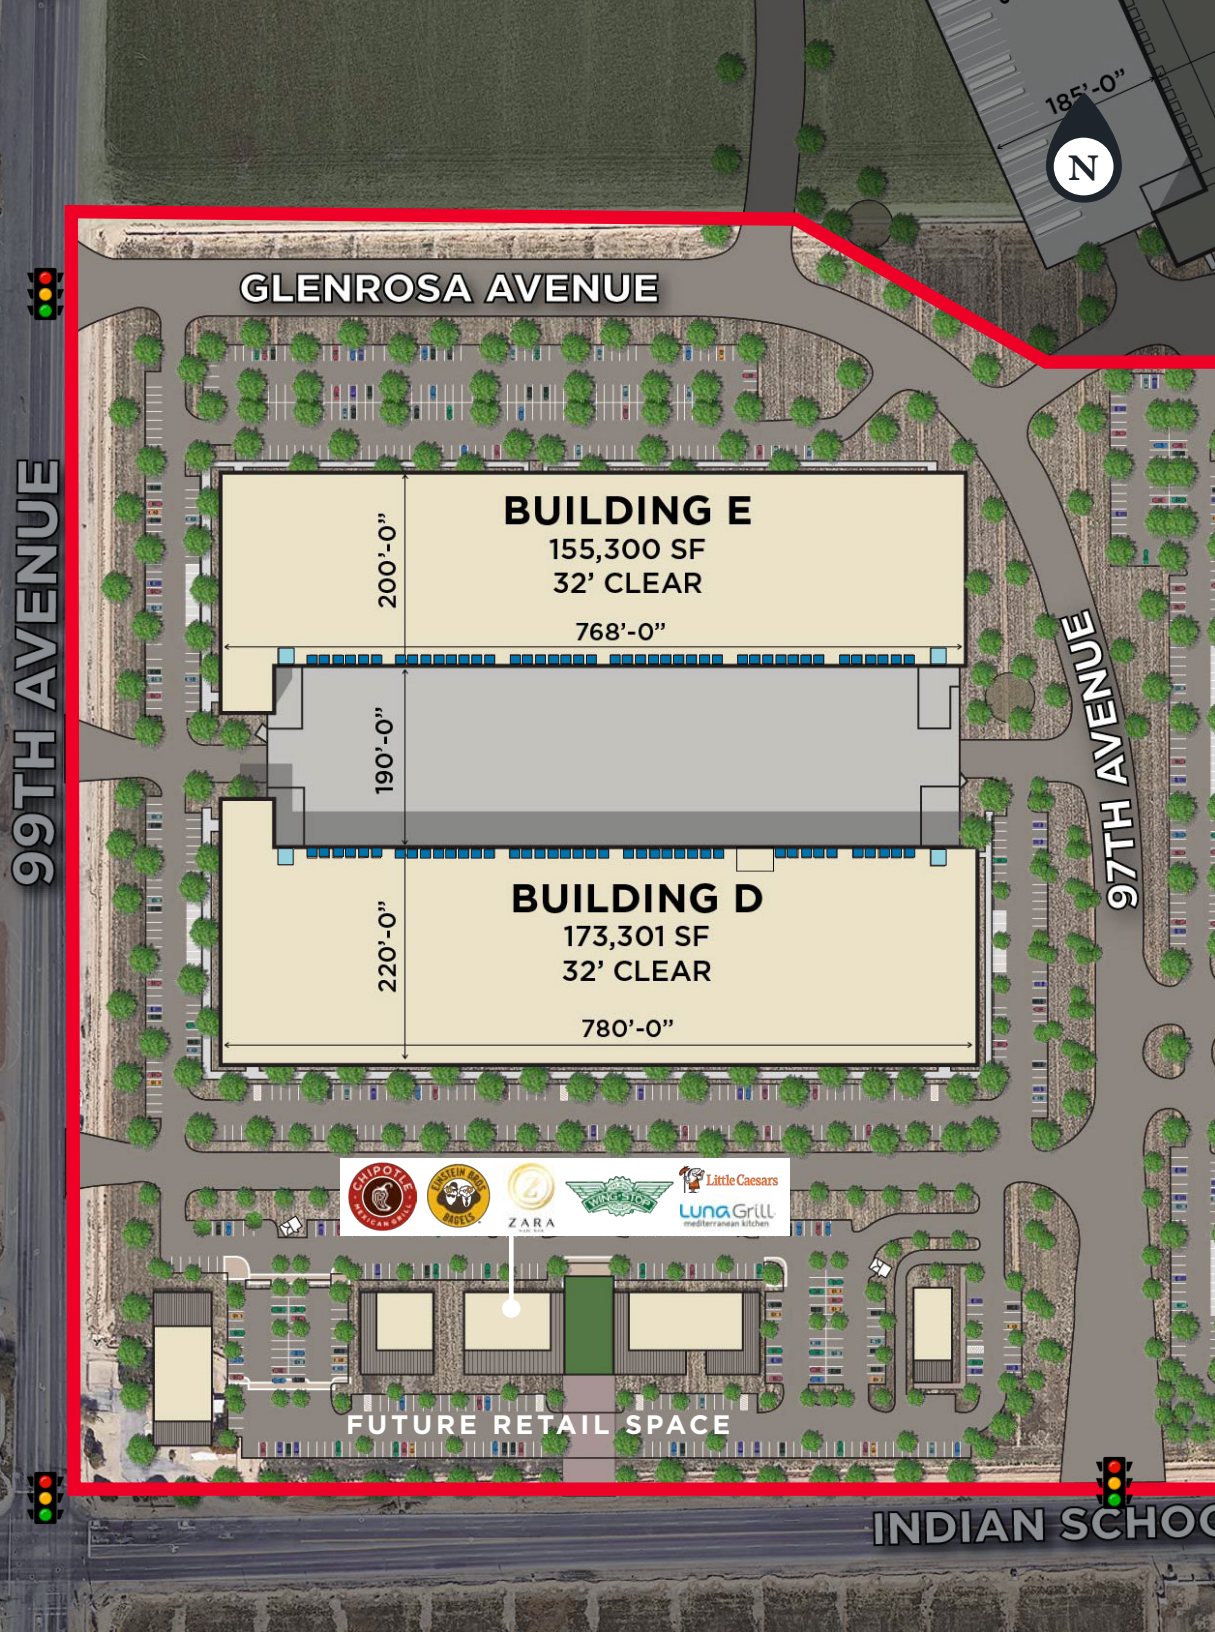 185'-0"
N
GLENROSA AVENUE
99TH AVENUE
BUILDING E
155,300 SF
32' CLEAR
200'-0"
768'-0"
190'-0"
97TH AVENUE
BUILDING D
173,301 SF
32' CLEAR
220'-0"
780'-0"
CHIPOTLE
MEXICAN GRILL
EINSTEIN BROS
BAGELS
Z
ZARA
WING-STOP
Little Caesars
LUNA Grill
mediterranean kitchen
FUTURE RETAIL SPACE
INDIAN SCHOO